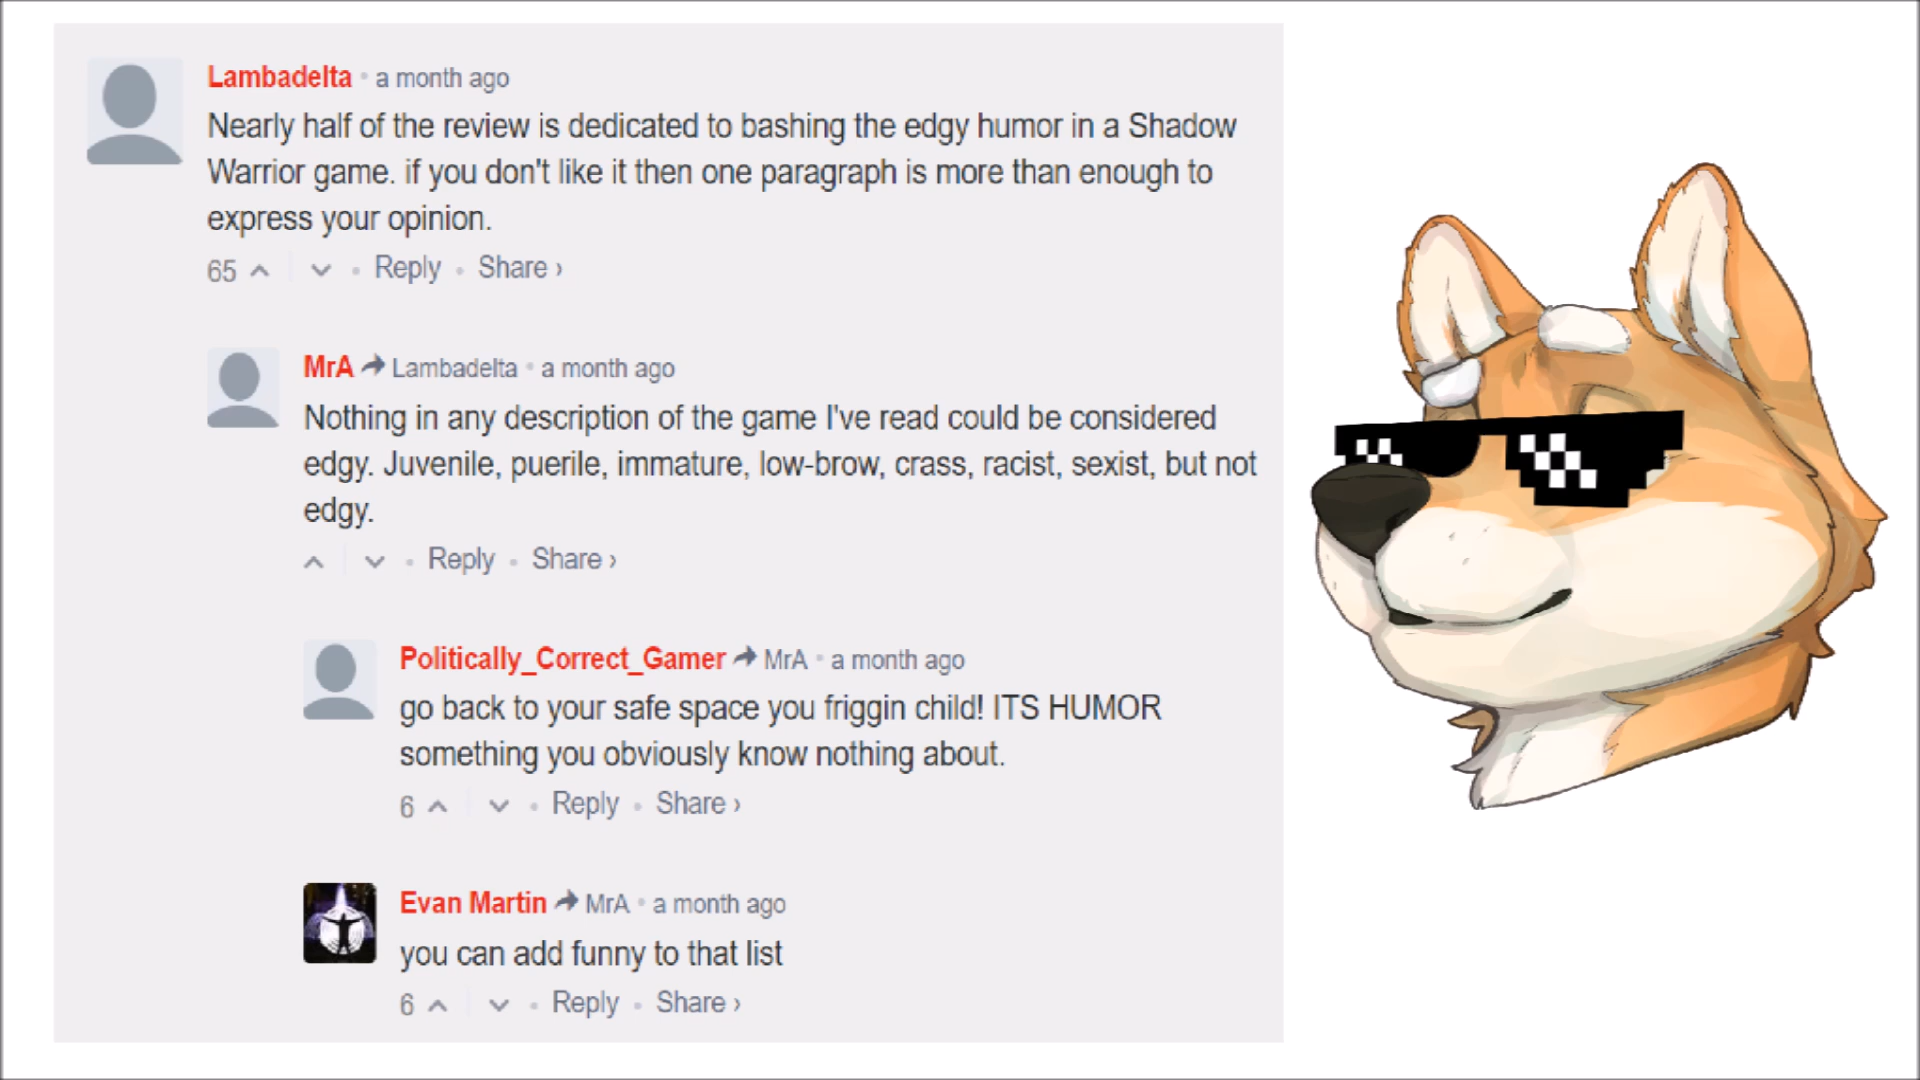 Lambadelta • a month ago
Nearly half of the review is dedicated to bashing the edgy humor in a Shadow
Warrior game. if you don't like it then one paragraph is more than enough to
express your opinion.
65 • Reply • Share ›
MrA Lambadelta • a month ago
Nothing in any description of the game I've read could be considered
edgy. Juvenile, puerile, immature, low-brow, crass, racist, sexist, but not
edgy.
• Reply • Share ›
Politically_Correct_Gamer MrA • a month ago
go back to your safe space you friggin child! ITS HUMOR
something you obviously know nothing about.
6 • Reply • Share ›
Evan Martin MrA • a month ago
you can add funny to that list
6 • Reply • Share ›